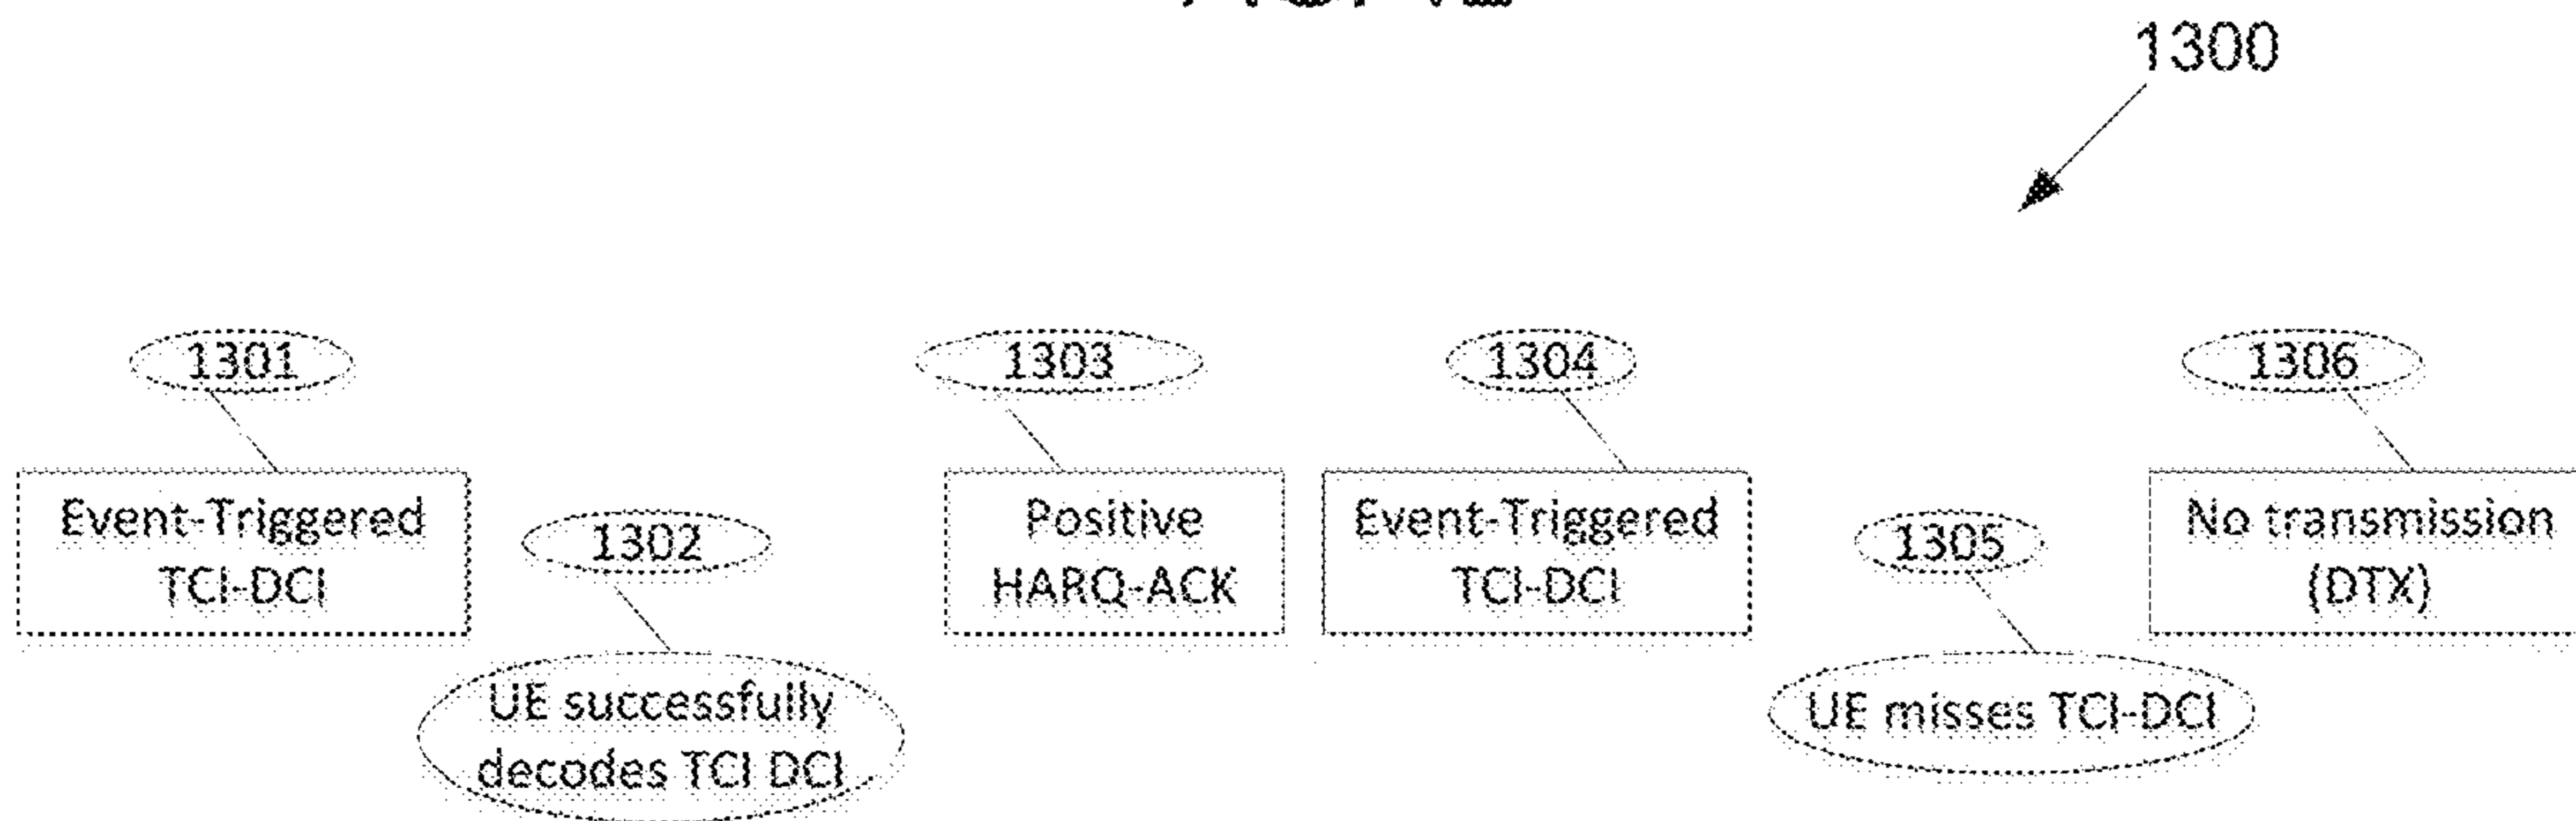 1300
1301
1303
1304
1306
Event-Triggered
TCI-DCI
1302
Positive
HARQ-ACK
Event-Triggered
TCI-DCI
1305
No transmission
(DTX)
UE successfully
decodes TCI DCI
UE misses TCI-DCI